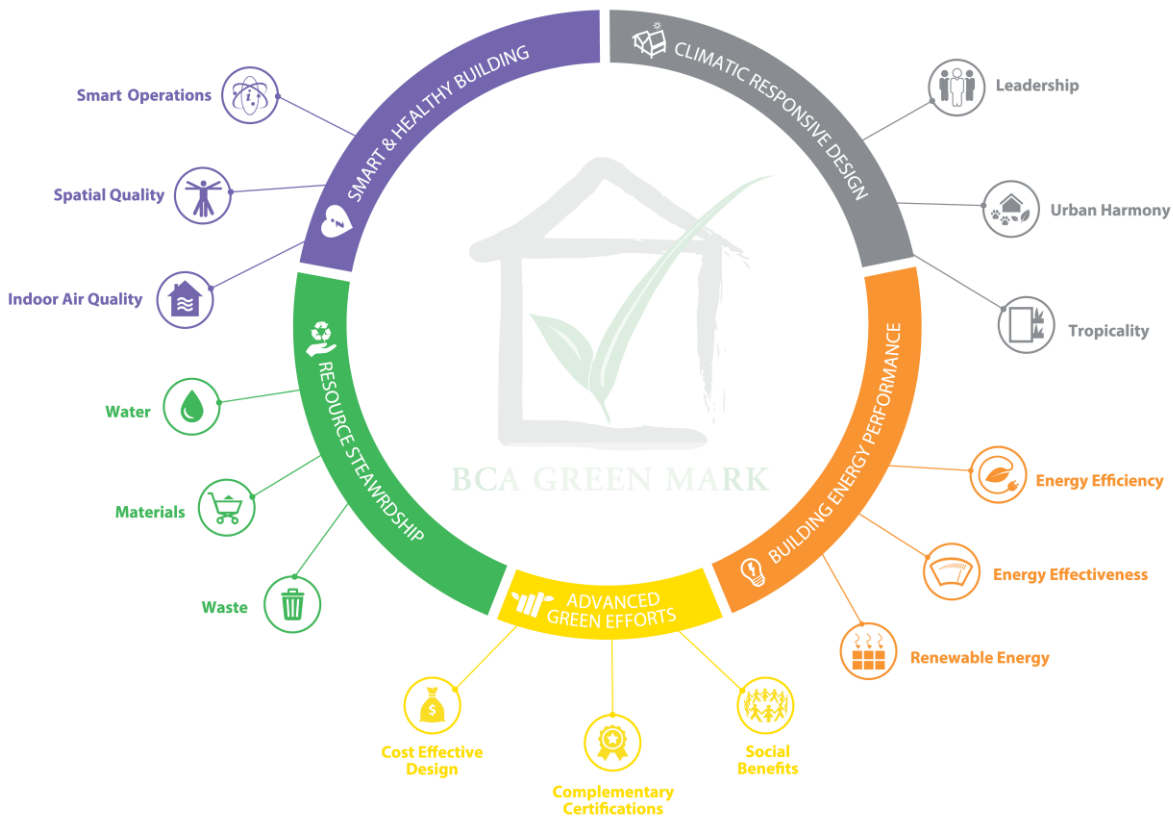 SMART & HEALTHY BUILDING
Smart Operations
Spatial Quality
Indoor Air Quality
CLIMATIC RESPONSIVE DESIGN
Leadership
Urban Harmony
Tropicality
RESOURCE STEAWRDSHIP
Water
Materials
Waste
BUILDING ENERGY PERFORMANCE
Energy Efficiency
Energy Effectiveness
Renewable Energy
BCA GREEN MARK
ADVANCED
GREEN EFFORTS
$
Cost Effective
Design
Complementary
Certifications
Social
Benefits